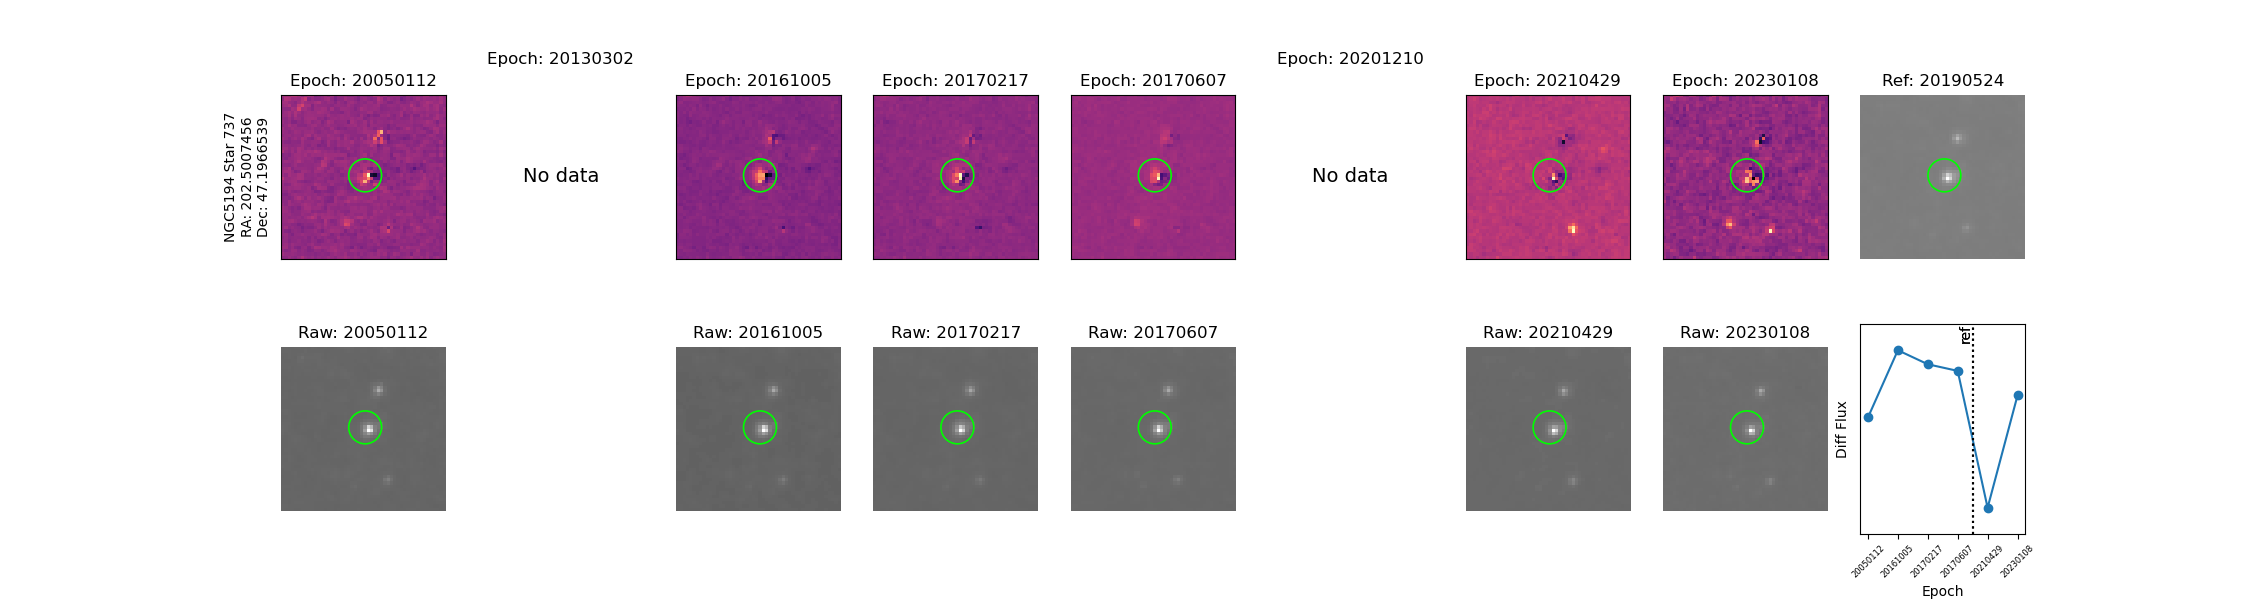 Epoch: 20130302
Epoch: 20201210
Epoch: 20050112
Epoch: 20161005
Epoch: 20170217
Epoch: 20170607
Epoch: 20210429
Epoch: 20230108
Ref: 20190524
NGC5194 Star 737
RA: 202.5007456
Dec: 47.1966539
No data
No data
Raw: 20050112
Raw: 20161005
Raw: 20170217
Raw: 20170607
Raw: 20210429
Raw: 20230108
ref
Diff Flux
20050112
20161005
20170217
20170607
20210429
20230108
Epoch